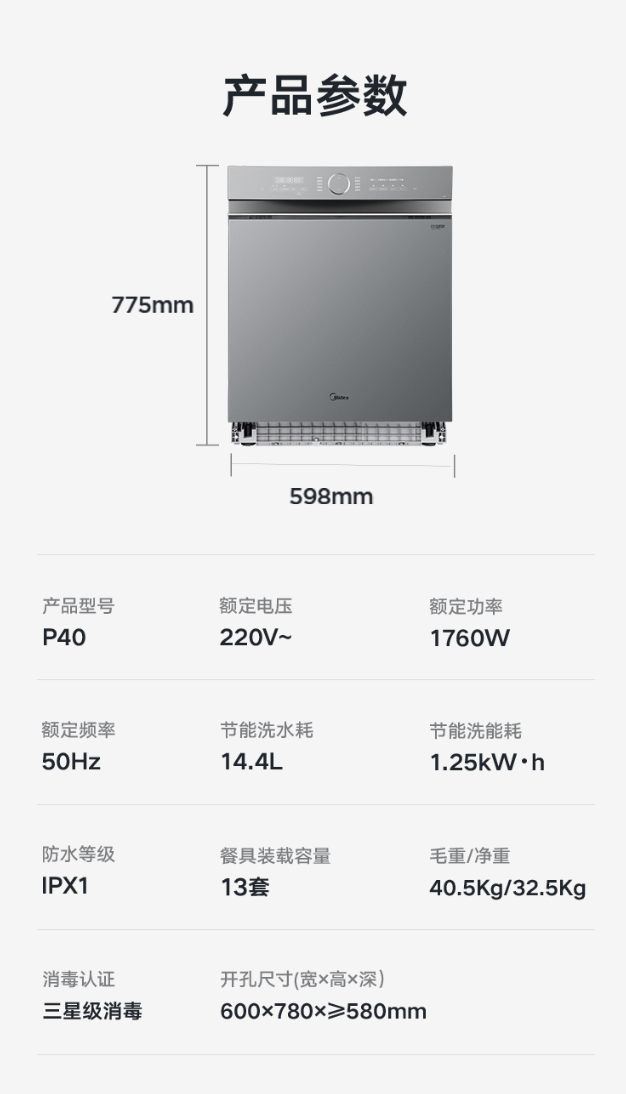 产品参数
775mm
Midea
598mm
产品型号
P40
额定电压
220V~
额定功率
1760W
额定频率
50Hz
节能洗水耗
14.4L
节能洗能耗
1.25kW·h
防水等级
IPX1
餐具装载容量
13套
毛重/净重
40.5Kg/32.5Kg
消毒认证
三星级消毒
开孔尺寸(宽×高×深)
600×780×≥580mm